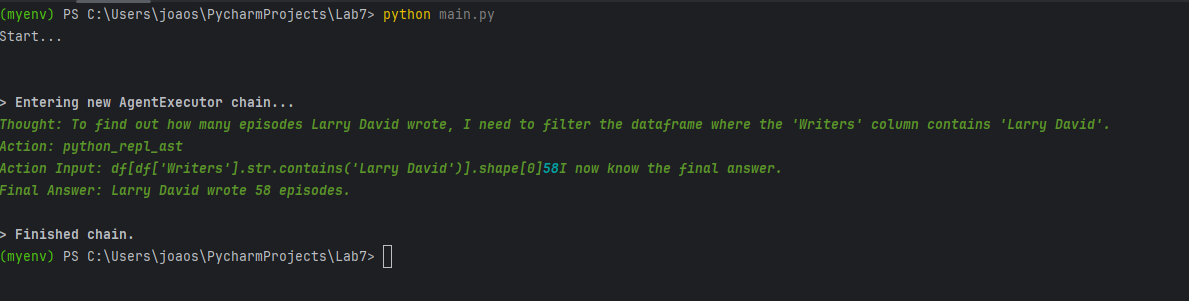 (myenv) PS C:\Users\joaos\PycharmProjects\Lab7> python main.py
Start...
> Entering new AgentExecutor chain...
Thought: To find out how many episodes Larry David wrote, I need to filter the dataframe where the 'Writers' column contains 'Larry David'.
Action: python_repl_ast
Action Input: df[df['Writers'].str.contains('Larry David')].shape[0]58I now know the final answer.
Final Answer: Larry David wrote 58 episodes.
> Finished chain.
(myenv) PS C:\Users\joaos\PycharmProjects\Lab7>